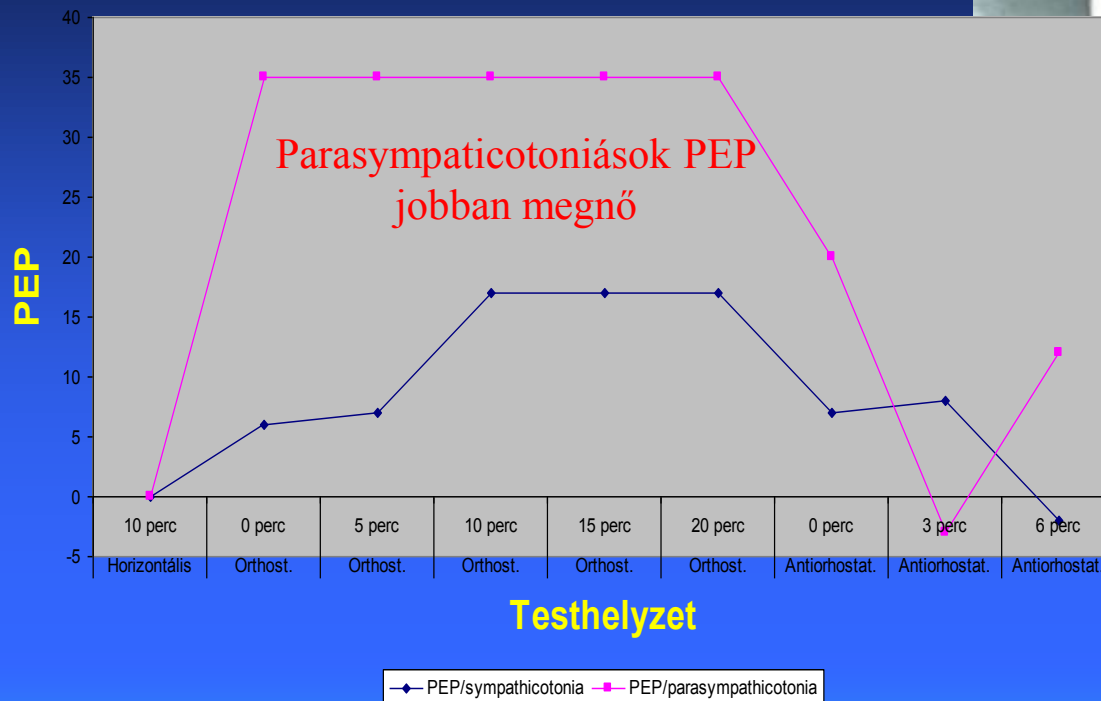 40
35
30
25
20
15
10
5
0
-5
PEP
Parasympaticotoniások PEP
jobban megnő
10 perc 0 perc 5 perc 10 perc 15 perc 20 perc 0 perc 3 perc 6 perc
Horizontális Orthost. Orthost. Orthost. Orthost. Orthost. Antiorhostat. Antiorhostat. Antiorhostat
Testhelyzet
PEP/sympathicotonia PEP/parasympathicotonia